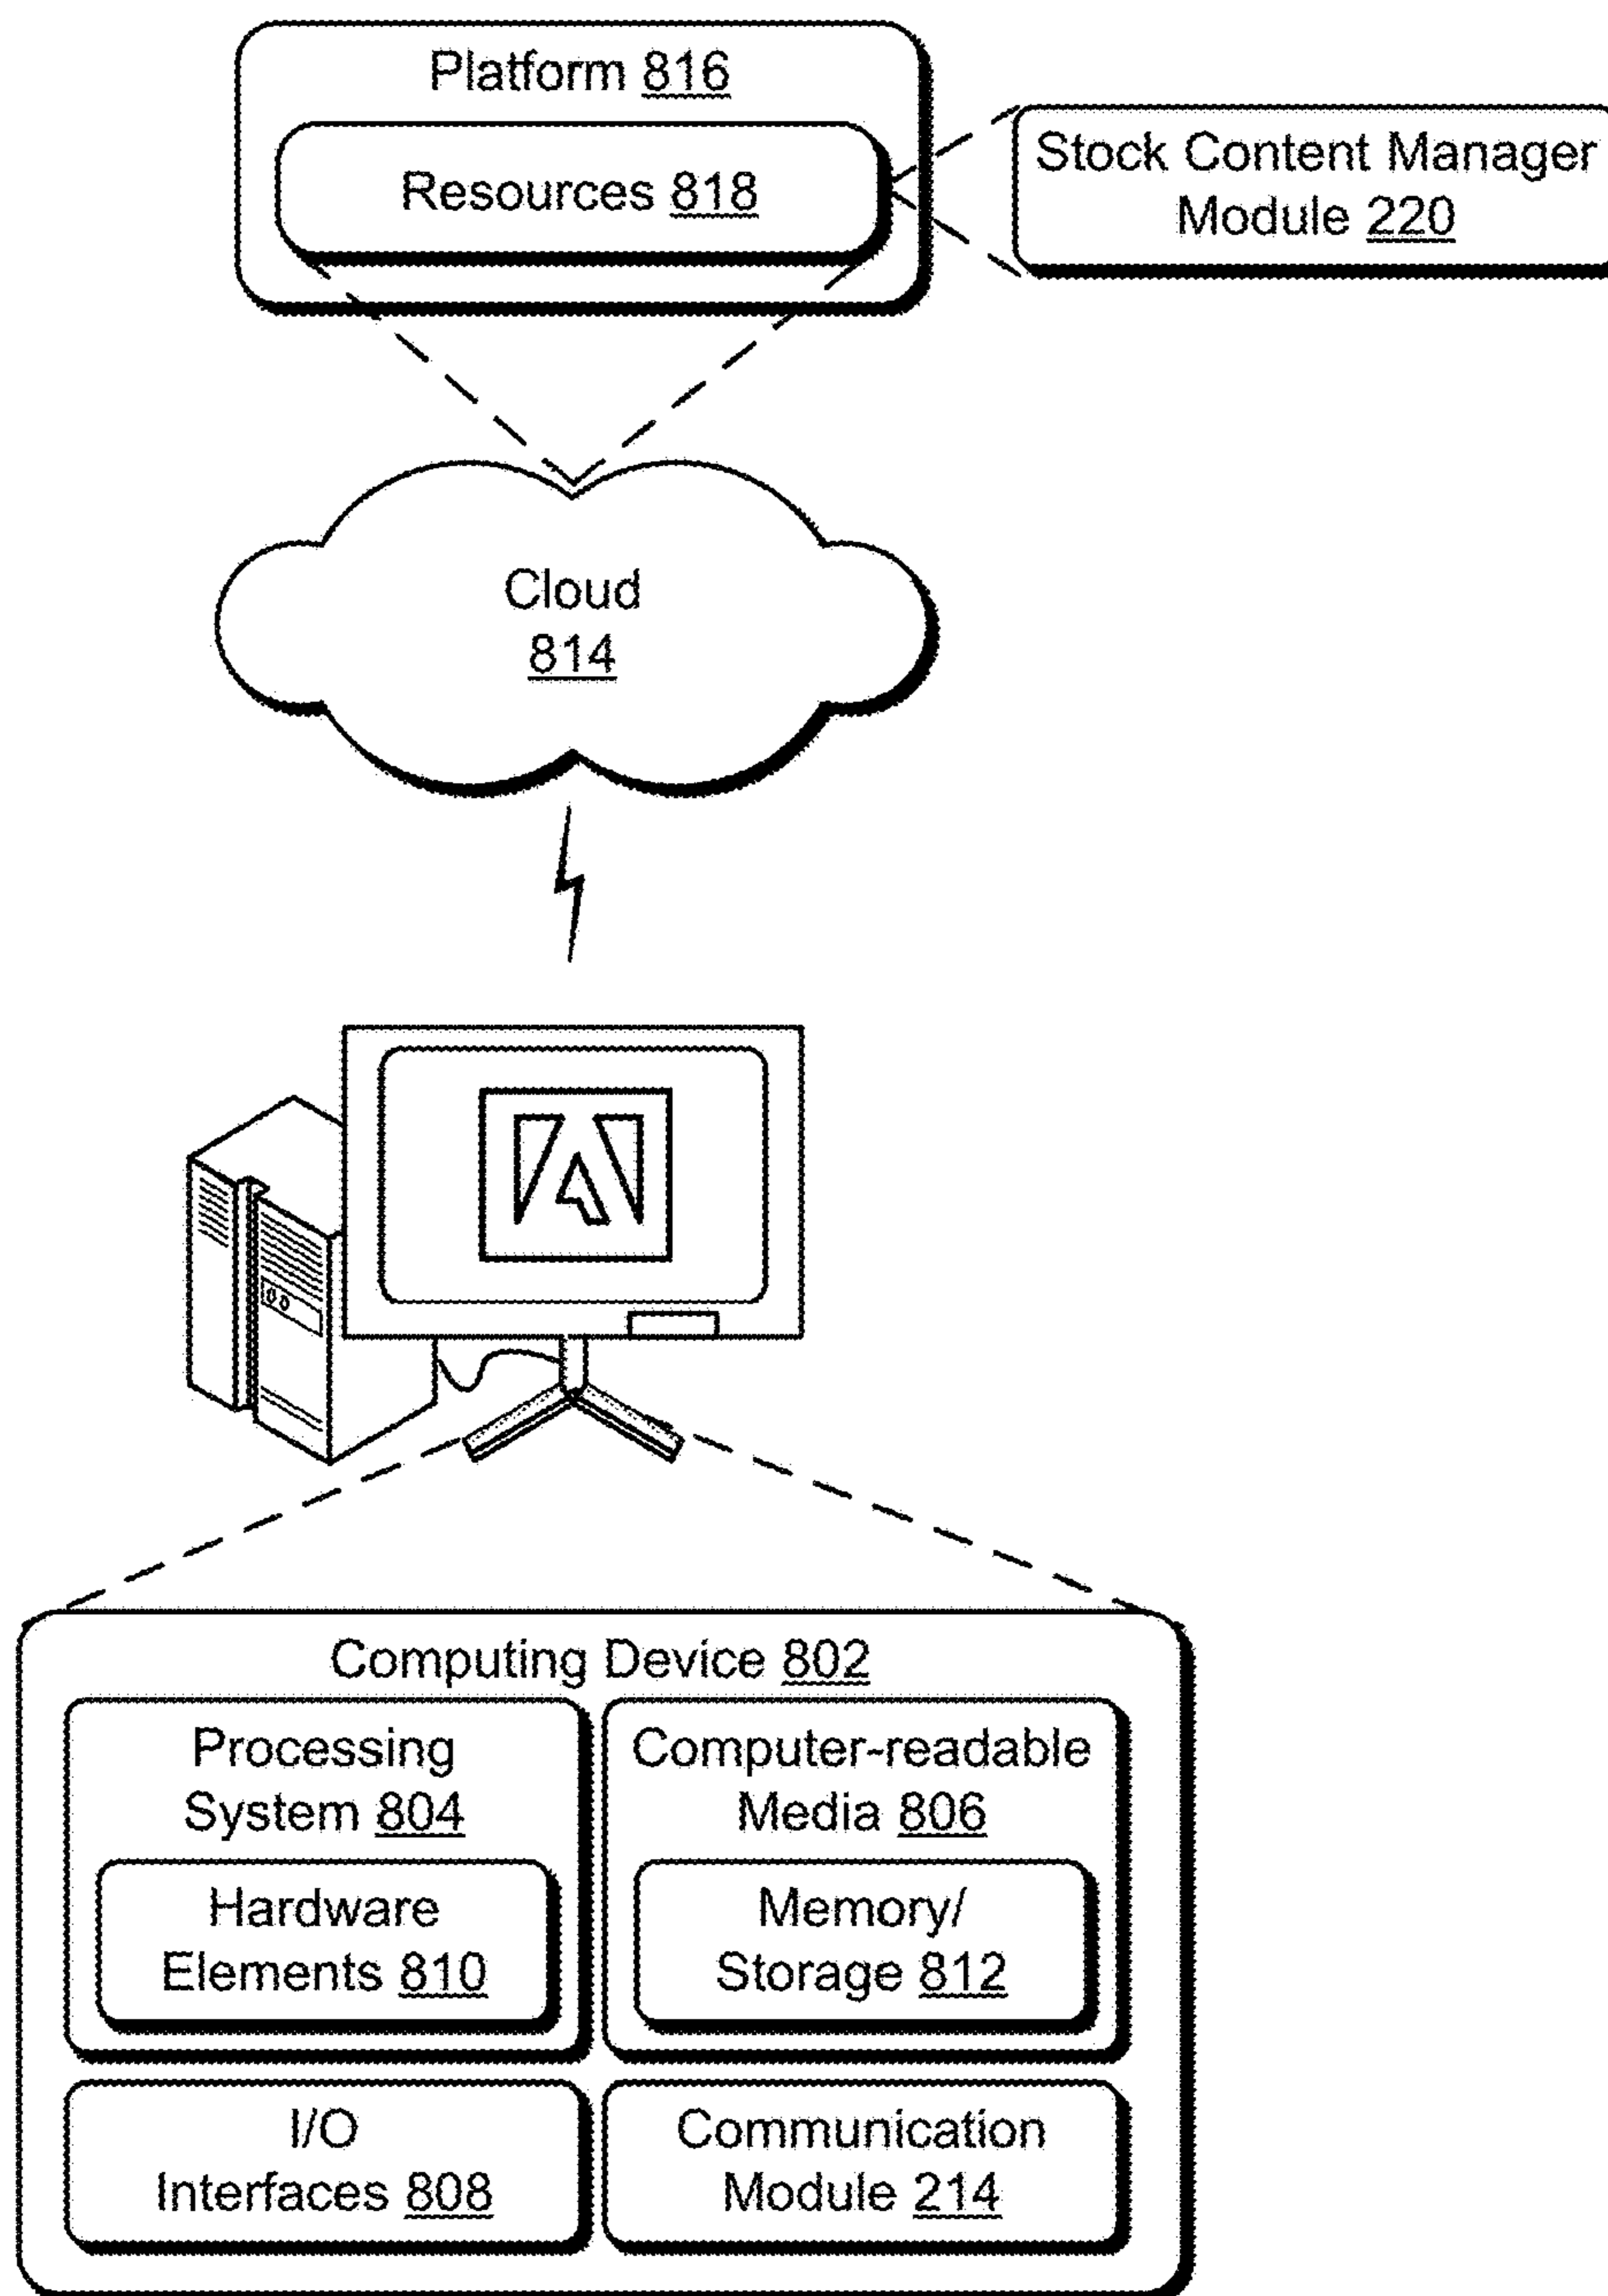 Platform 816
Resources 818
Stock Content Manager
Module 220
Cloud
814
Computing Device 802
Processing
System 804
Hardware
Elements 810
Computer-readable
Media 806
Memory/
Storage 812
I/O
Interfaces 808
Communication
Module 214